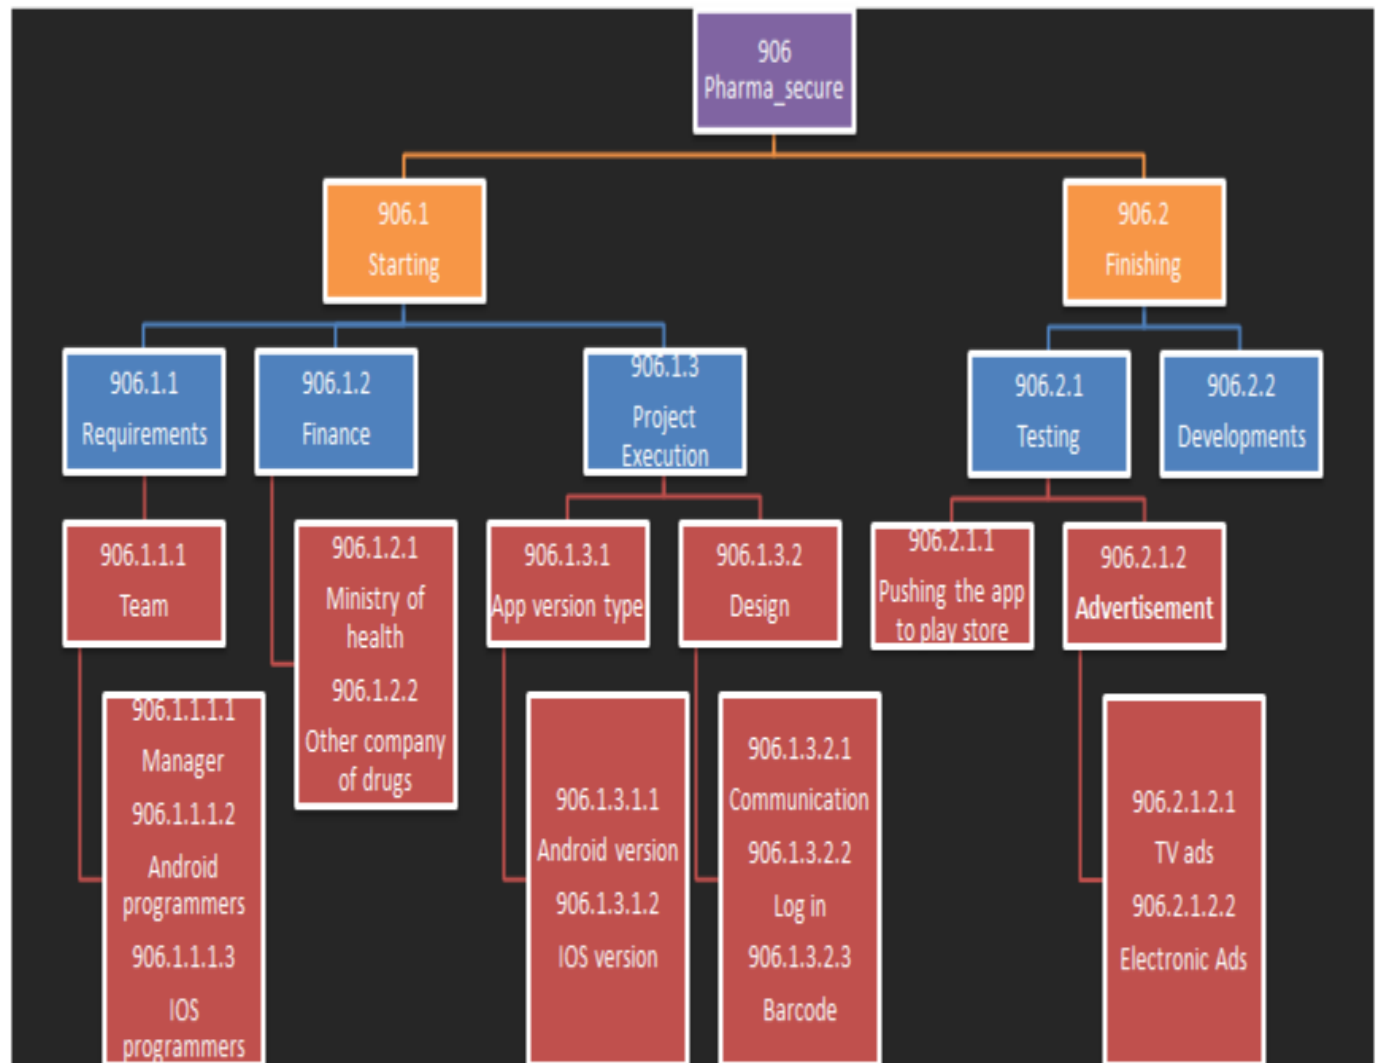 906
Pharma_secure
906.1
Starting
906.2
Finishing
906.1.1
Requirements
906.1.2
Finance
906.1.3
Project
Execution
906.2.1
Testing
906.2.2
Developments
906.1.1.1
Team
906.1.2.1
Ministry of
health
906.1.2.2
Other company
of drugs
906.1.3.1
App version type
906.1.3.2
Design
906.2.1.1
Pushing the app
to play store
906.2.1.2
Advertisement
906.1.1.1.1
Manager
906.1.1.1.2
Android
programmers
906.1.1.1.3
IOS
programmers
906.1.3.1.1
Android version
906.1.3.1.2
IOS version
906.1.3.2.1
Communication
906.1.3.2.2
Log in
906.1.3.2.3
Barcode
906.2.1.2.1
TV ads
906.2.1.2.2
Electronic Ads